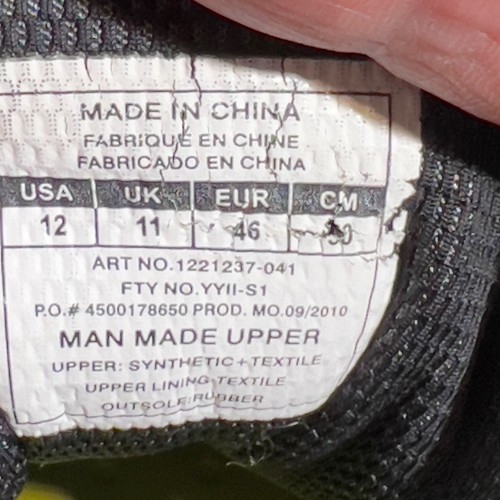 MADE IN CHINA
FABRIQUÉ EN CHINE
FABRICADO EN CHINA
USA UK EUR CM
12 11 46 30
ART NO.1221237-041
FTY NO.YYII-S1
P.O.# 4500178650 PROD. MO.09/2010
MAN MADE UPPER
UPPER: SYNTHETIC+TEXTILE
UPPER LINING:TEXTILE
OUTSOLE:RUBBER